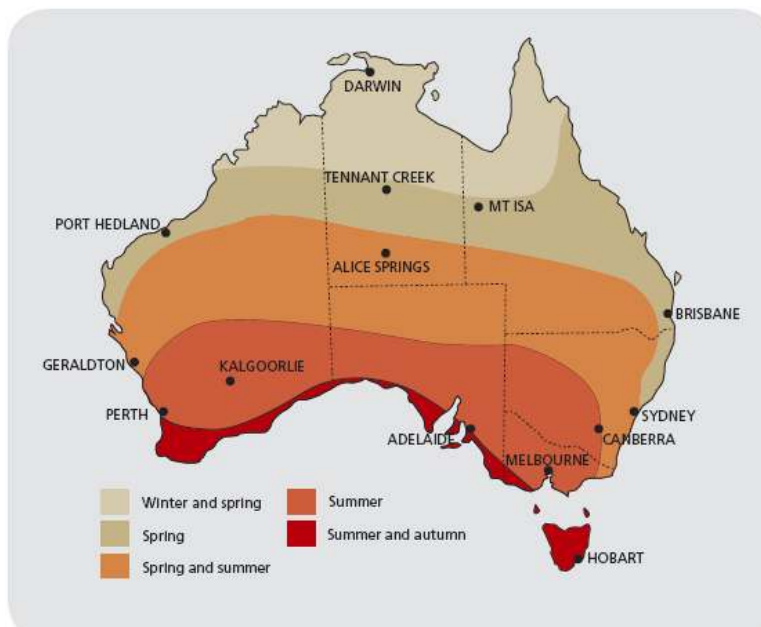 DARWIN
TENNANT CREEK
MT ISA
PORT HEDLAND
ALICE SPRINGS
BRISBANE
GERALDTON
KALGOORLIE
PERTH
SYDNEY
ADELAIDE
CANBERRA
MELBOURNE
Winter and spring
Summer
Spring
Summer and autumn
Spring and summer
HOBART